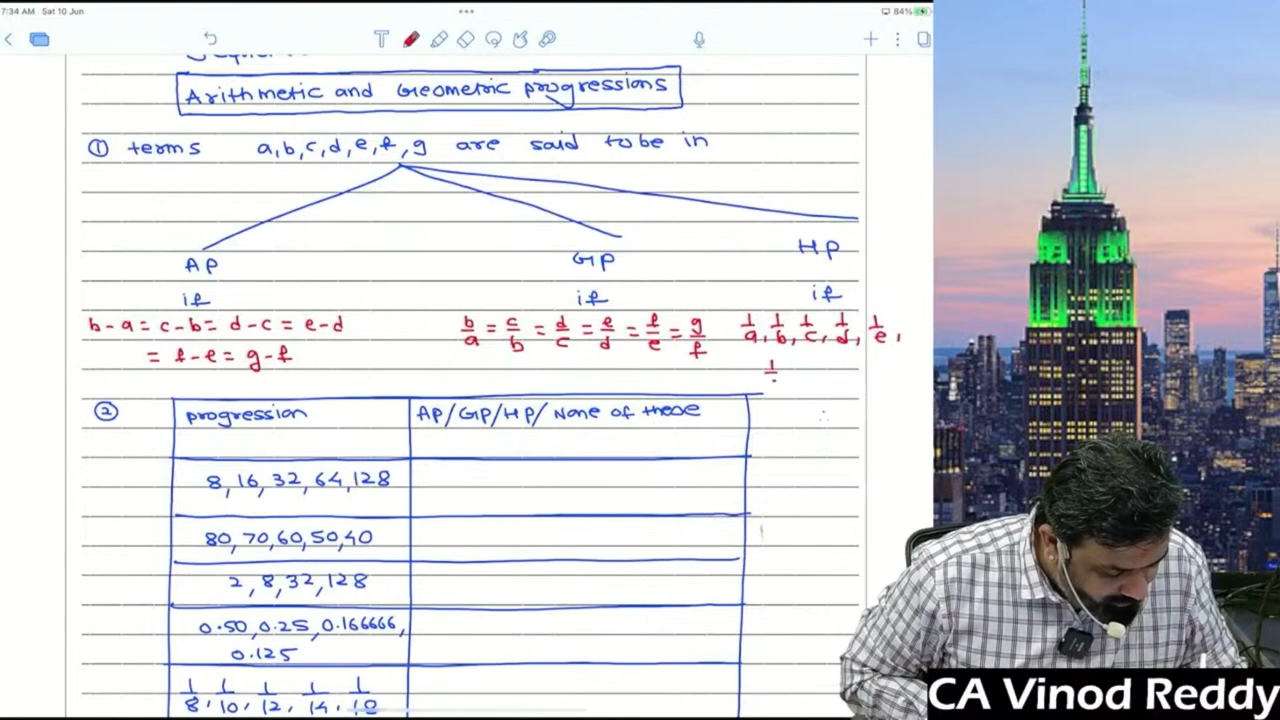 7:34 AM Sat 10 Jun
84%
T
Arithmetic and Geometric progressions
① terms a, b, c, d, e, f, g are said to be in
AP GP HP
if if if
b - a = c - b = d - c = e - d
= f - e = g - f
b/a = c/b = d/c = e/d = f/e = g/f
1/a, 1/b, 1/c, 1/d, 1/e,
1
② progression AP/GP/HP/None of these
8, 16, 32, 64, 128
80, 70, 60, 50, 40
2, 8, 32, 128
0.50, 0.25, 0.166666,
0.125
1/8, 1/10, 1/12, 1/14, 1/18
CA Vinod Reddy